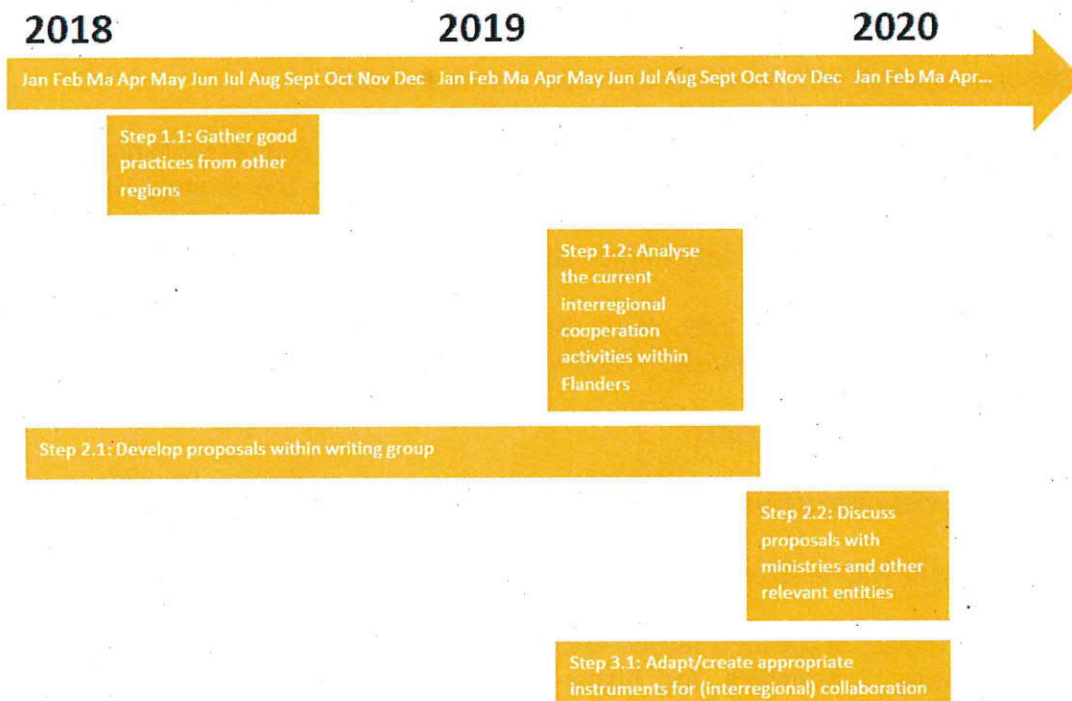 2018 2019 2020
Jan Feb Ma Apr May Jun Jul Aug Sept Oct Nov Dec Jan Feb Ma Apr May Jun Jul Aug Sept Oct Nov Dec Jan Feb Ma Apr...
Step 1.1: Gather good
practices from other
regions
Step 1.2: Analyse
the current
interregional
cooperation
activities within
Flanders
Step 2.1: Develop proposals within writing group
Step 2.2: Discuss
proposals with
ministries and other
relevant entities
Step 3.1: Adapt/create appropriate
instruments for (interregional) collaboration